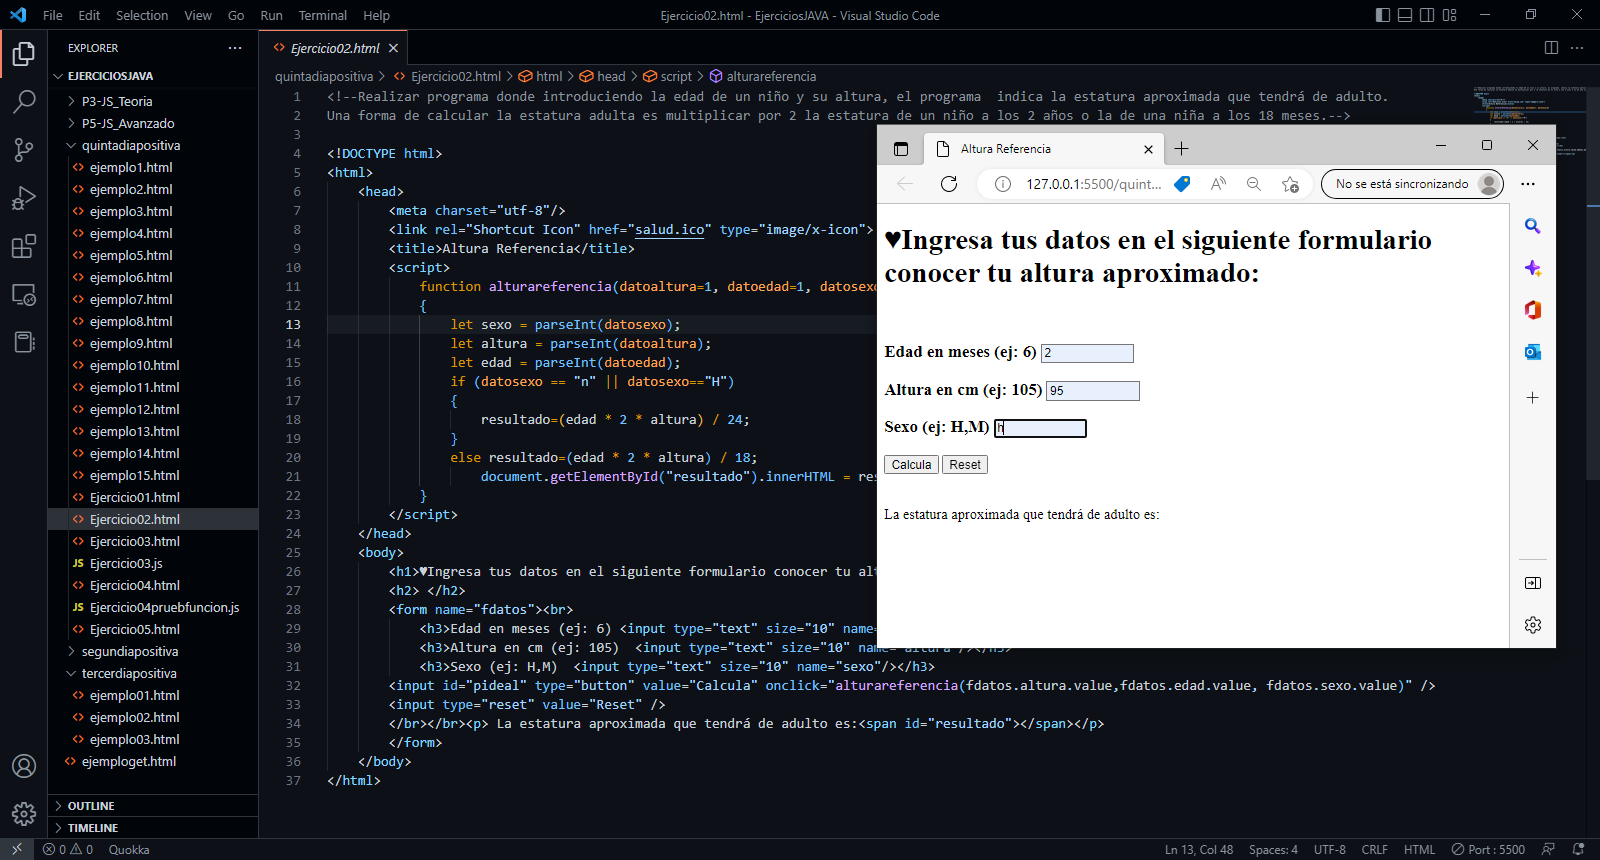 File Edit Selection View Go Run Terminal Help
Ejercicio02.html - EjerciciosJAVA - Visual Studio Code
EXPLORER
EJERCICIOSJAVA
P3-JS_Teoria
P5-JS_Avanzado
quintadiapositiva
ejemplo1.html
ejemplo2.html
ejemplo3.html
ejemplo4.html
ejemplo5.html
ejemplo6.html
ejemplo7.html
ejemplo8.html
ejemplo9.html
ejemplo10.html
ejemplo11.html
ejemplo12.html
ejemplo13.html
ejemplo14.html
ejemplo15.html
Ejercicio01.html
Ejercicio02.html
Ejercicio03.html
JS Ejercicio03.js
Ejercicio04.html
JS Ejercicio04pruebfuncion.js
Ejercicio05.html
segundiapositiva
tercerdiapositiva
ejemplo01.html
ejemplo02.html
ejemplo03.html
ejemploget.html
OUTLINE
TIMELINE
Ejercicio02.html
quintadiapositiva > Ejercicio02.html > html > head > script > alturareferencia
1 <!--Realizar programa donde introduciendo la edad de un niño y su altura, el programa  indica la estatura aproximada que tendrá de adulto.
2 Una forma de calcular la estatura adulta es multiplicar por 2 la estatura de un niño a los 2 años o la de una niña a los 18 meses.-->
3
4 <!DOCTYPE html>
5 <html>
6 <head>
7 <meta charset="utf-8"/>
8 <link rel="Shortcut Icon" href="salud.ico" type="image/x-icon">
9 <title>Altura Referencia</title>
10 <script>
11 function alturareferencia(datoaltura=1, datoedad=1, datosexo
12 {
13 let sexo = parseInt(datosexo);
14 let altura = parseInt(datoaltura);
15 let edad = parseInt(datoedad);
16 if (datosexo == "n" || datosexo=="H")
17 {
18 resultado=(edad * 2 * altura) / 24;
19 }
20 else resultado=(edad * 2 * altura) / 18;
21 document.getElementById("resultado").innerHTML = res
22 }
23 </script>
24 </head>
25 <body>
26 <h1>♥Ingresa tus datos en el siguiente formulario conocer tu alt
27 <h2> </h2>
28 <form name="fdatos"><br>
29 <h3>Edad en meses (ej: 6) <input type="text" size="10" name=
30 <h3>Altura en cm (ej: 105)  <input type="text" size="10" name="altura"/></h3>
31 <h3>Sexo (ej: H,M)  <input type="text" size="10" name="sexo"/></h3>
32 <input id="pideal" type="button" value="Calcula" onclick="alturareferencia(fdatos.altura.value,fdatos.edad.value, fdatos.sexo.value)" />
33 <input type="reset" value="Reset" />
34 </br></br><p> La estatura aproximada que tendrá de adulto es:<span id="resultado"></span></p>
35 </form>
36 </body>
37 </html>
Altura Referencia
127.0.0.1:5500/quint...
No se está sincronizando
♥Ingresa tus datos en el siguiente formulario
conocer tu altura aproximado:
Edad en meses (ej: 6) 2
Altura en cm (ej: 105) 95
Sexo (ej: H,M) h
Calcula Reset
La estatura aproximada que tendrá de adulto es:
0 0 Quokka
Ln 13, Col 48 Spaces: 4 UTF-8 CRLF HTML Port : 5500